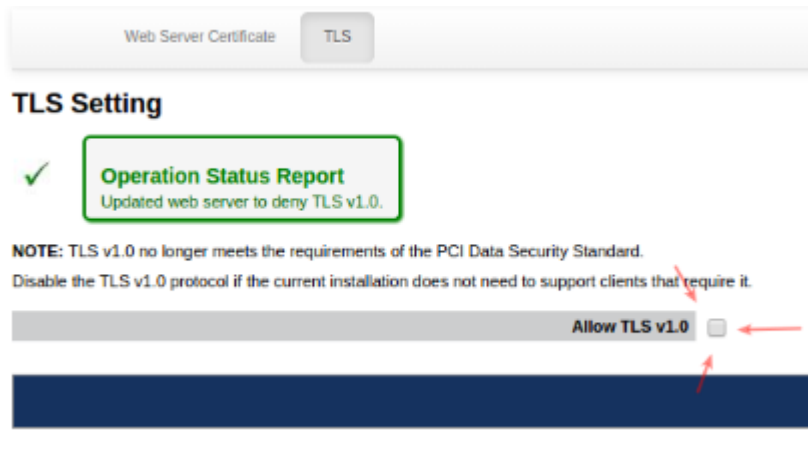 Web Server Certificate TLS
TLS Setting
Operation Status Report
Updated web server to deny TLS v1.0.
NOTE: TLS v1.0 no longer meets the requirements of the PCI Data Security Standard.
Disable the TLS v1.0 protocol if the current installation does not need to support clients that require it.
Allow TLS v1.0